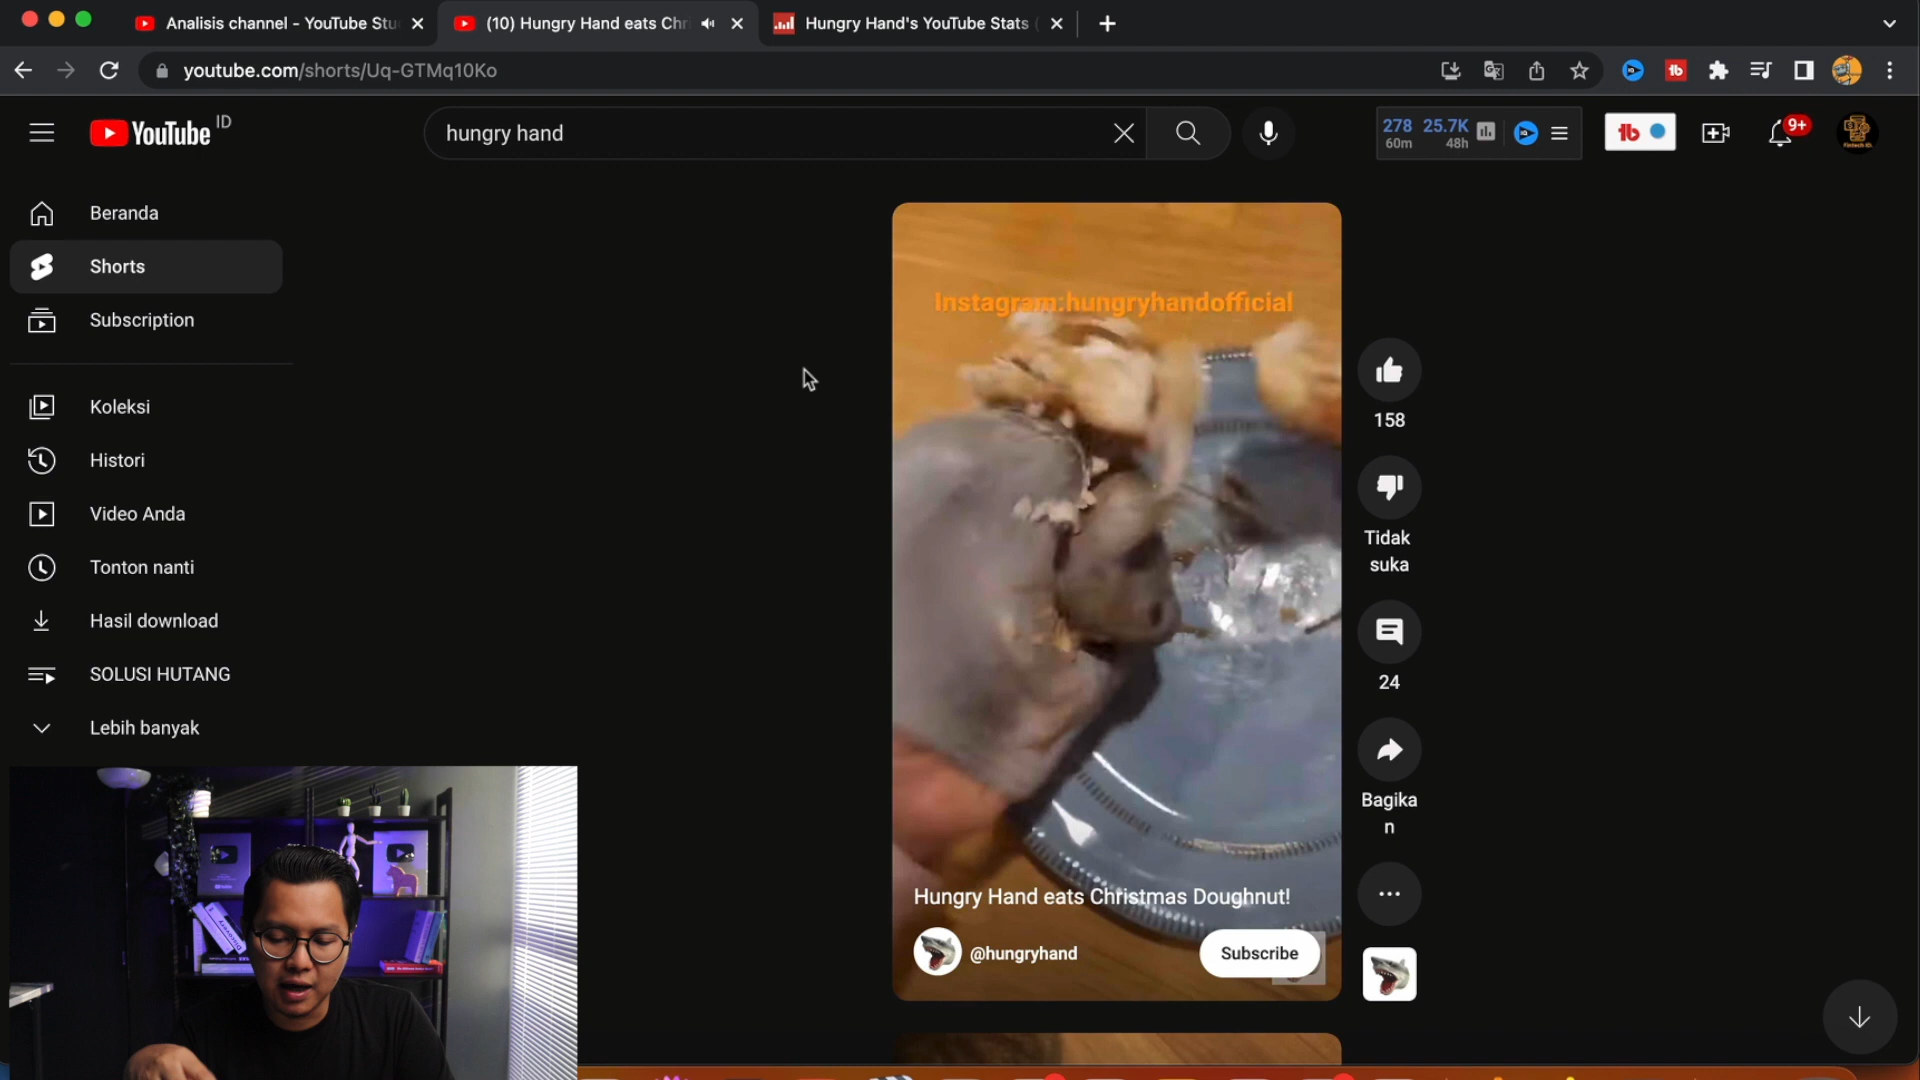 Analisis channel - YouTube Stu
(10) Hungry Hand eats Chri
Hungry Hand's YouTube Stats (
youtube.com/shorts/Uq-GTMq10Ko
YouTube ID
hungry hand
278 25.7K
60m 48h
9+
Beranda
Shorts
Subscription
Koleksi
Histori
Video Anda
Tonton nanti
Hasil download
SOLUSI HUTANG
Lebih banyak
Instagram:hungryhandofficial
158
Tidak
suka
24
Bagika
n
Hungry Hand eats Christmas Doughnut!
@hungryhand
Subscribe